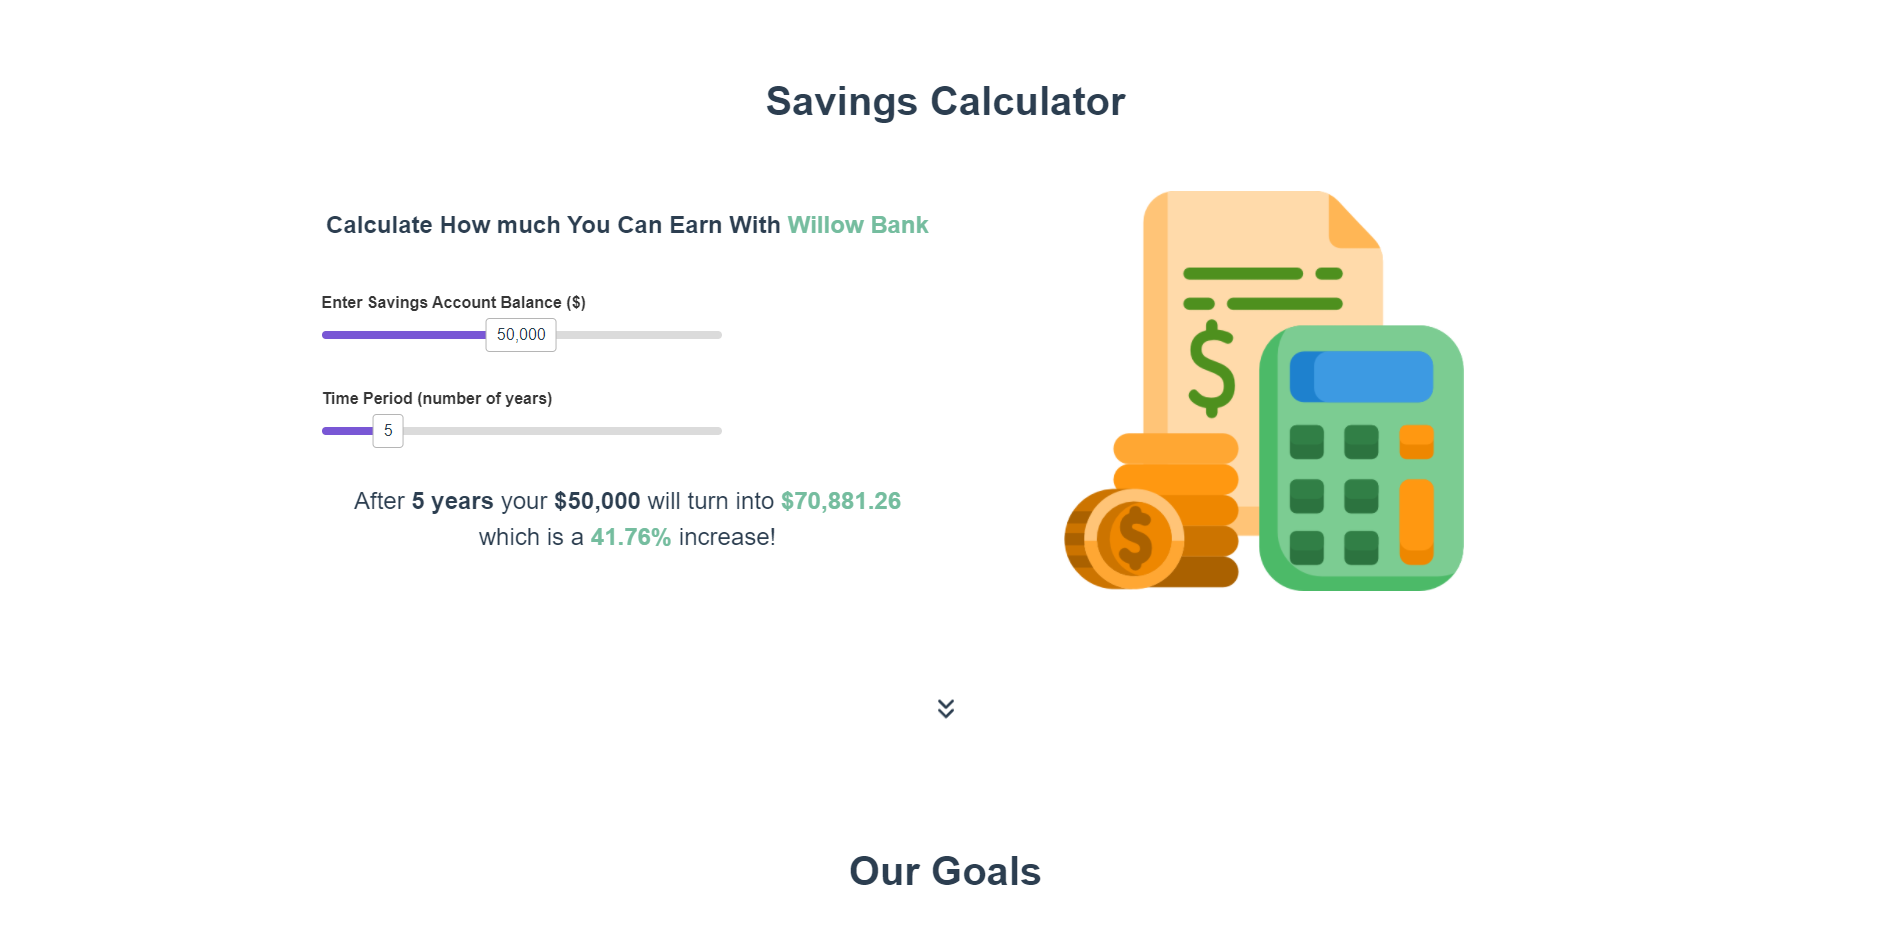 Savings Calculator
Calculate How much You Can Earn With Willow Bank
Enter Savings Account Balance ($)
50,000
Time Period (number of years)
5
After 5 years your $50,000 will turn into $70,881.26
which is a 41.76% increase!
$
$
Our Goals